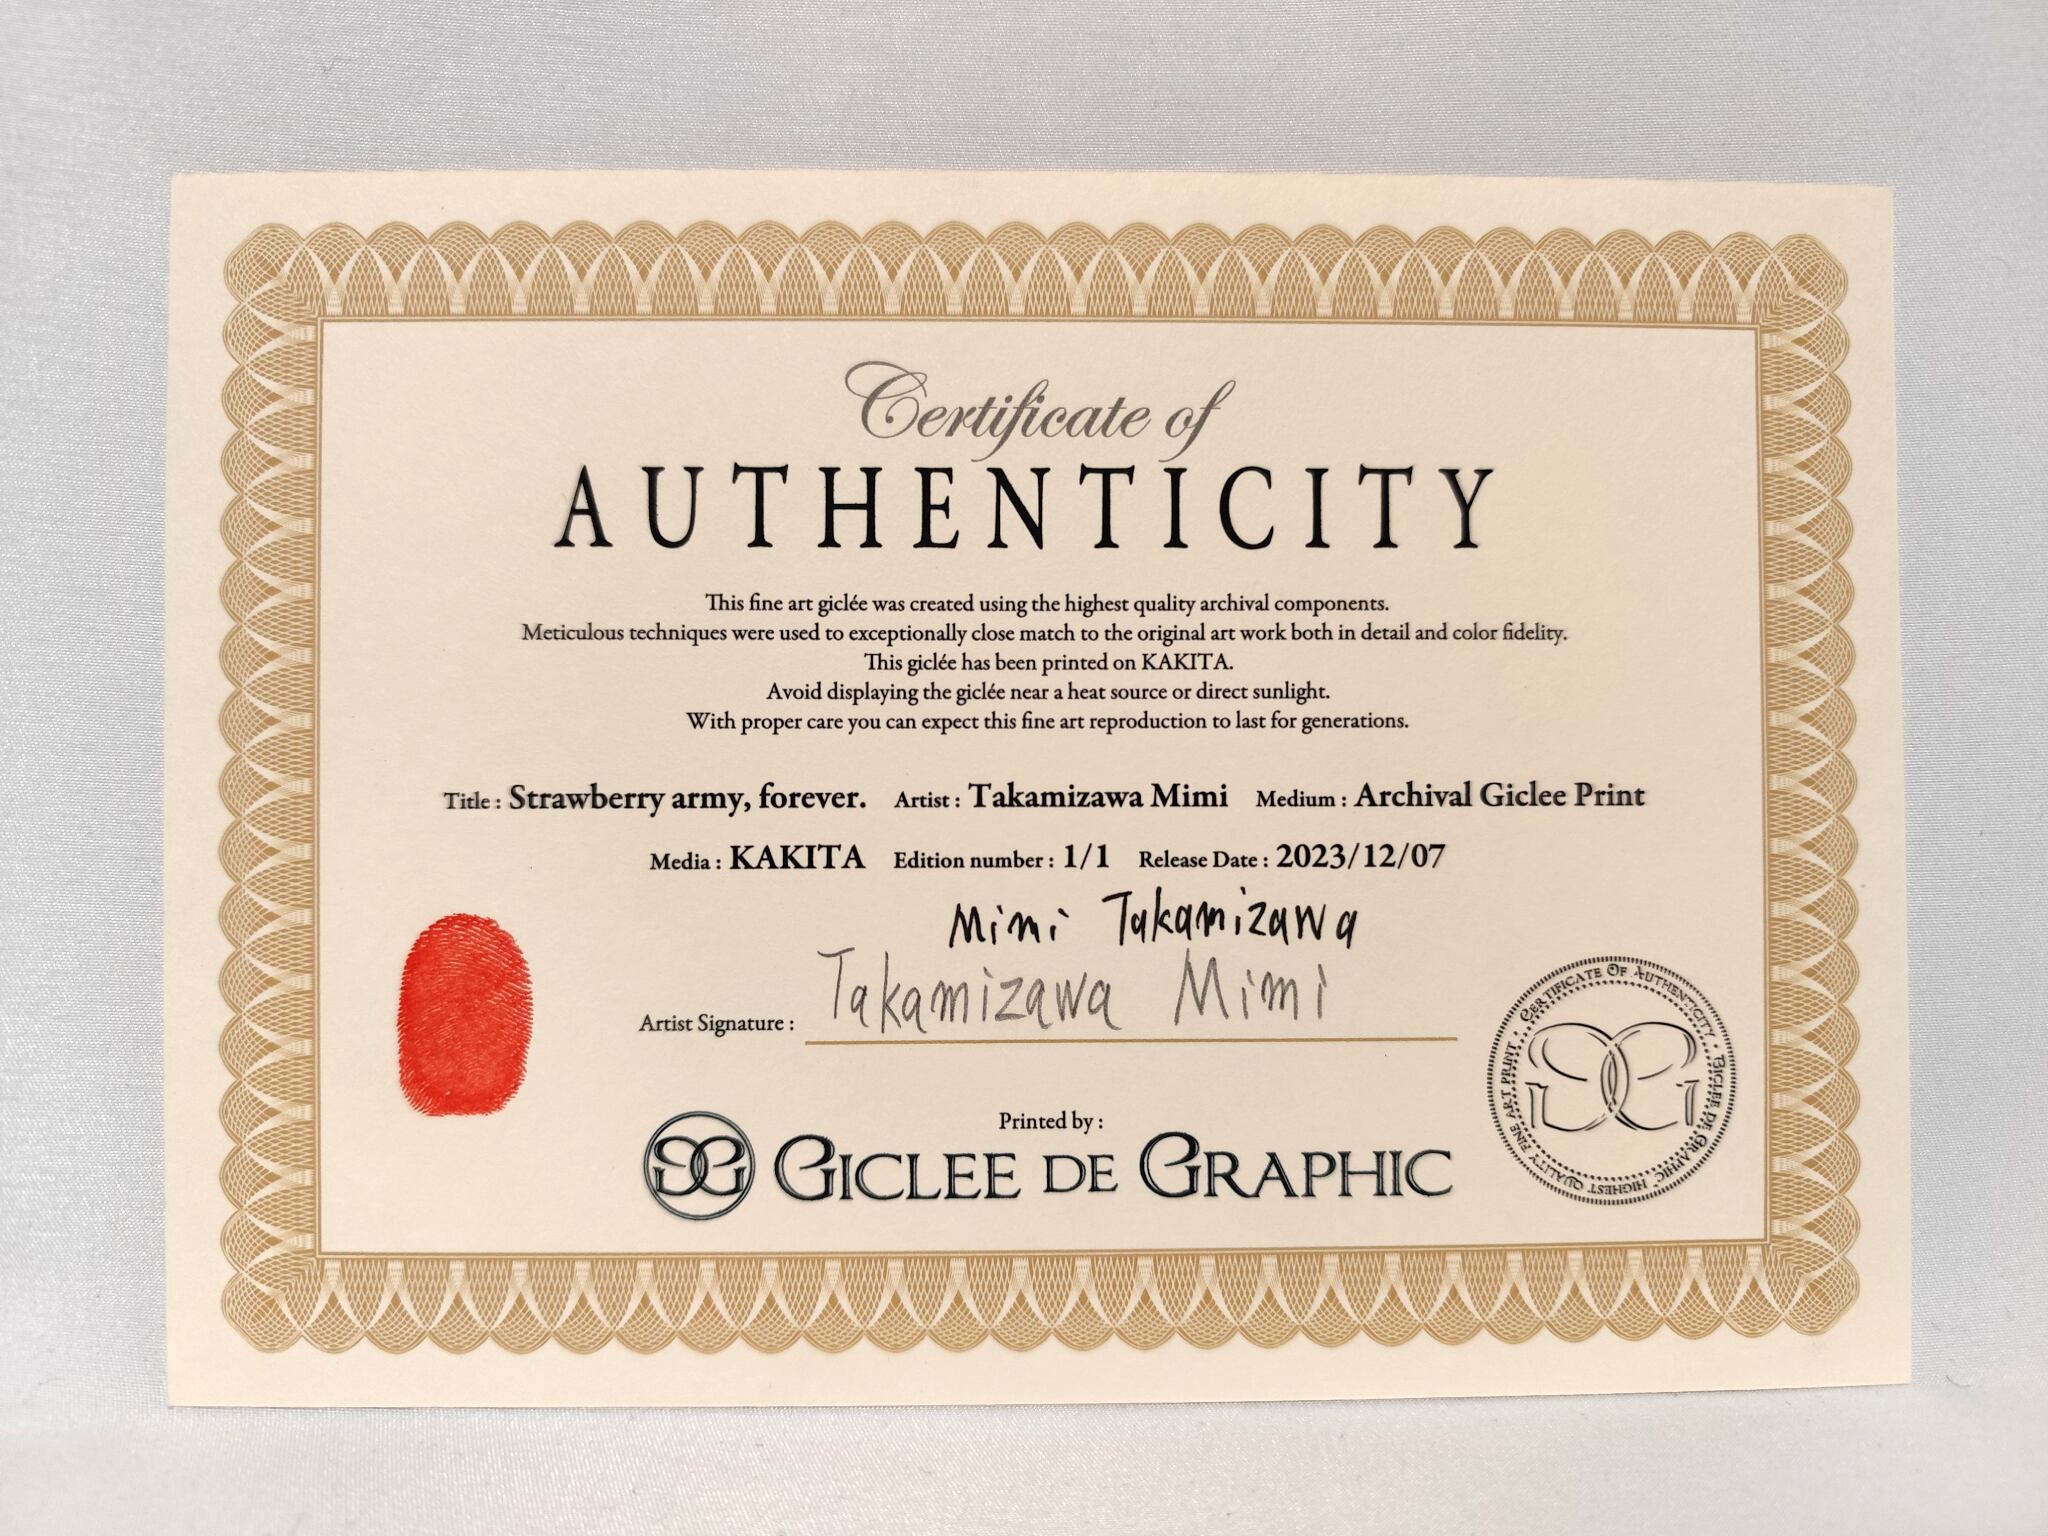 Certificate of
AUTHENTICITY
This fine art giclée was created using the highest quality archival components.
Meticulous techniques were used to exceptionally close match to the original art work both in detail and color fidelity.
This giclée has been printed on KAKITA.
Avoid displaying the giclée near a heat source or direct sunlight.
With proper care you can expect this fine art reproduction to last for generations.
Title : Strawberry army, forever. Artist : Takamizawa Mimi Medium : Archival Giclee Print
Media : KAKITA Edition number : 1/1 Release Date : 2023/12/07
Mimi Takamizawa
Artist Signature : Takamizawa Mimi
Printed by :
GICLEE DE GRAPHIC
CERTIFICATE OF AUTHENTICITY · GICLEE DE GRAPHIC · HIGHEST QUALITY FINE ART PRINT ·